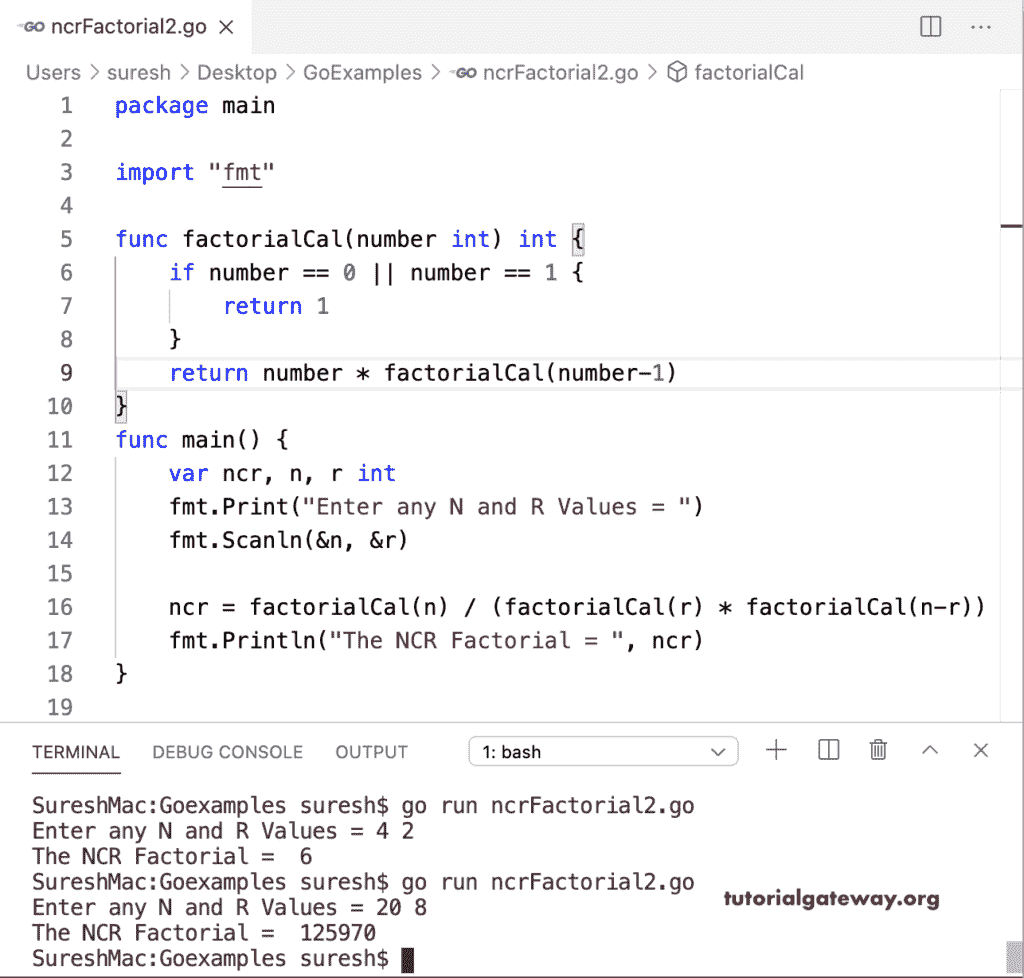 GO ncrFactorial2.go
Users > suresh > Desktop > GoExamples > GO ncrFactorial2.go > factorialCal
1 package main
2
3 import "fmt"
4
5 func factorialCal(number int) int {
6     if number == 0 || number == 1 {
7         return 1
8     }
9     return number * factorialCal(number-1)
10 }
11 func main() {
12     var ncr, n, r int
13     fmt.Print("Enter any N and R Values = ")
14     fmt.Scanln(&n, &r)
15
16     ncr = factorialCal(n) / (factorialCal(r) * factorialCal(n-r))
17     fmt.Println("The NCR Factorial = ", ncr)
18 }
19
TERMINAL DEBUG CONSOLE OUTPUT 1: bash
SureshMac:Goexamples suresh$ go run ncrFactorial2.go
Enter any N and R Values = 4 2
The NCR Factorial =  6
SureshMac:Goexamples suresh$ go run ncrFactorial2.go
tutorialgateway.org
Enter any N and R Values = 20 8
The NCR Factorial =  125970
SureshMac:Goexamples suresh$